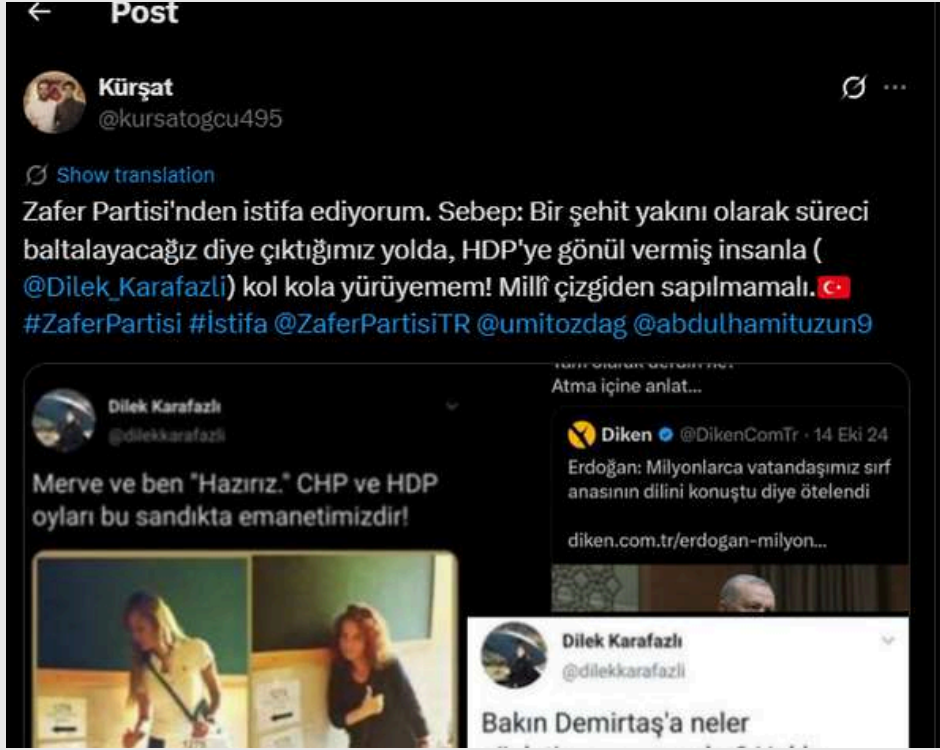 Post
Kürşat
@kursatogcu495
Show translation
Zafer Partisi'nden istifa ediyorum. Sebep: Bir şehit yakını olarak süreci
baltalayacağız diye çıktığımız yolda, HDP'ye gönül vermiş insanla (
@Dilek_Karafazli) kol kola yürüyemem! Millî çizgiden sapılmamalı.
#ZaferPartisi #İstifa @ZaferPartisiTR @umitozdag @abdulhamituzun9
Dilek Karafazlı
@dilekkarafazli
Merve ve ben "Hazırız." CHP ve HDP
oyları bu sandıkta emanetimizdir!
Atma içine anlat...
Diken @DikenComTr · 14 Eki 24
Erdoğan: Milyonlarca vatandaşımız sırf
anasının dilini konuştu diye ötelendi
diken.com.tr/erdogan-milyon...
Dilek Karafazlı
@dilekkarafazli
Bakın Demirtaş'a neler